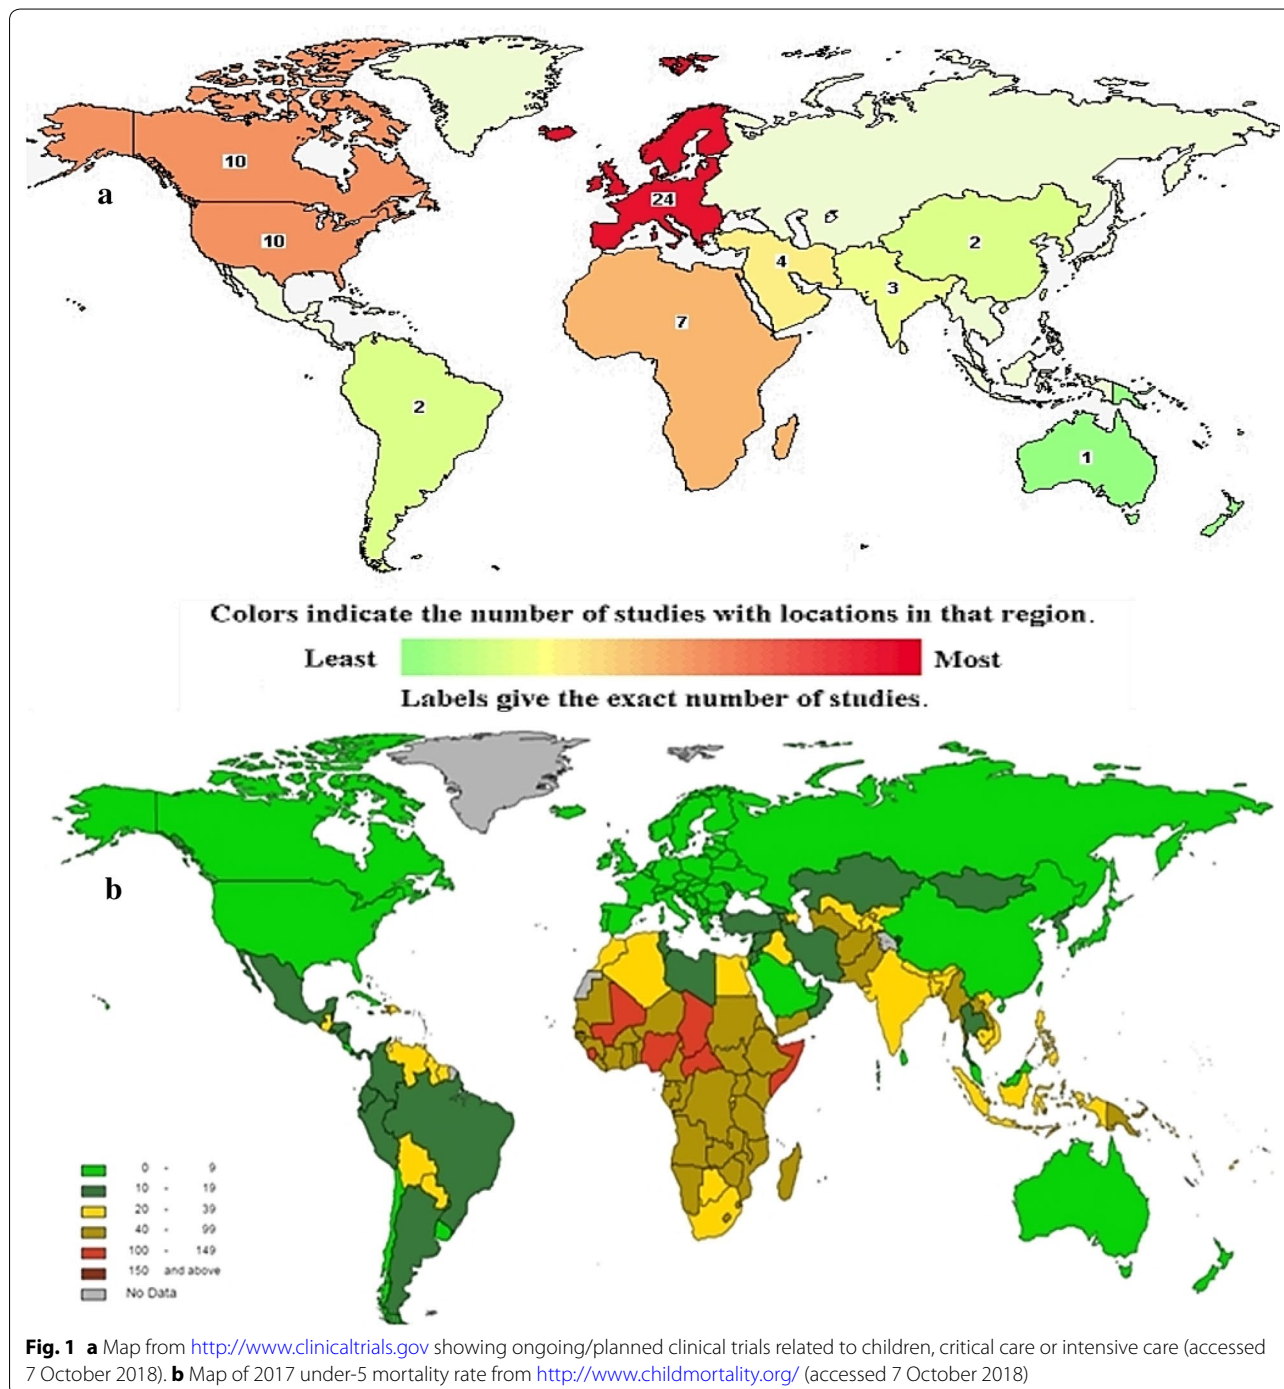 10
a
24
10
2
4
3
7
2
1
Colors indicate the number of studies with locations in that region.
Least Most
Labels give the exact number of studies.
b
0 - 9
10 - 19
20 - 39
40 - 99
100 - 149
150 and above
No Data
Fig. 1 a Map from http://www.clinicaltrials.gov showing ongoing/planned clinical trials related to children, critical care or intensive care (accessed
7 October 2018). b Map of 2017 under-5 mortality rate from http://www.childmortality.org/ (accessed 7 October 2018)